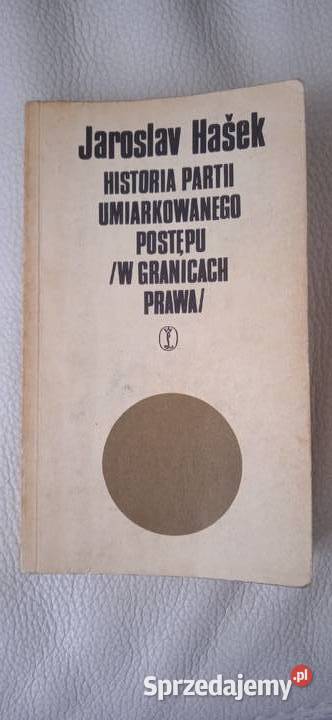 Jaroslav Hašek
HISTORIA PARTII
UMIARKOWANEGO
POSTĘPU
/W GRANICACH
PRAWA/
Sprzedajemy.pl